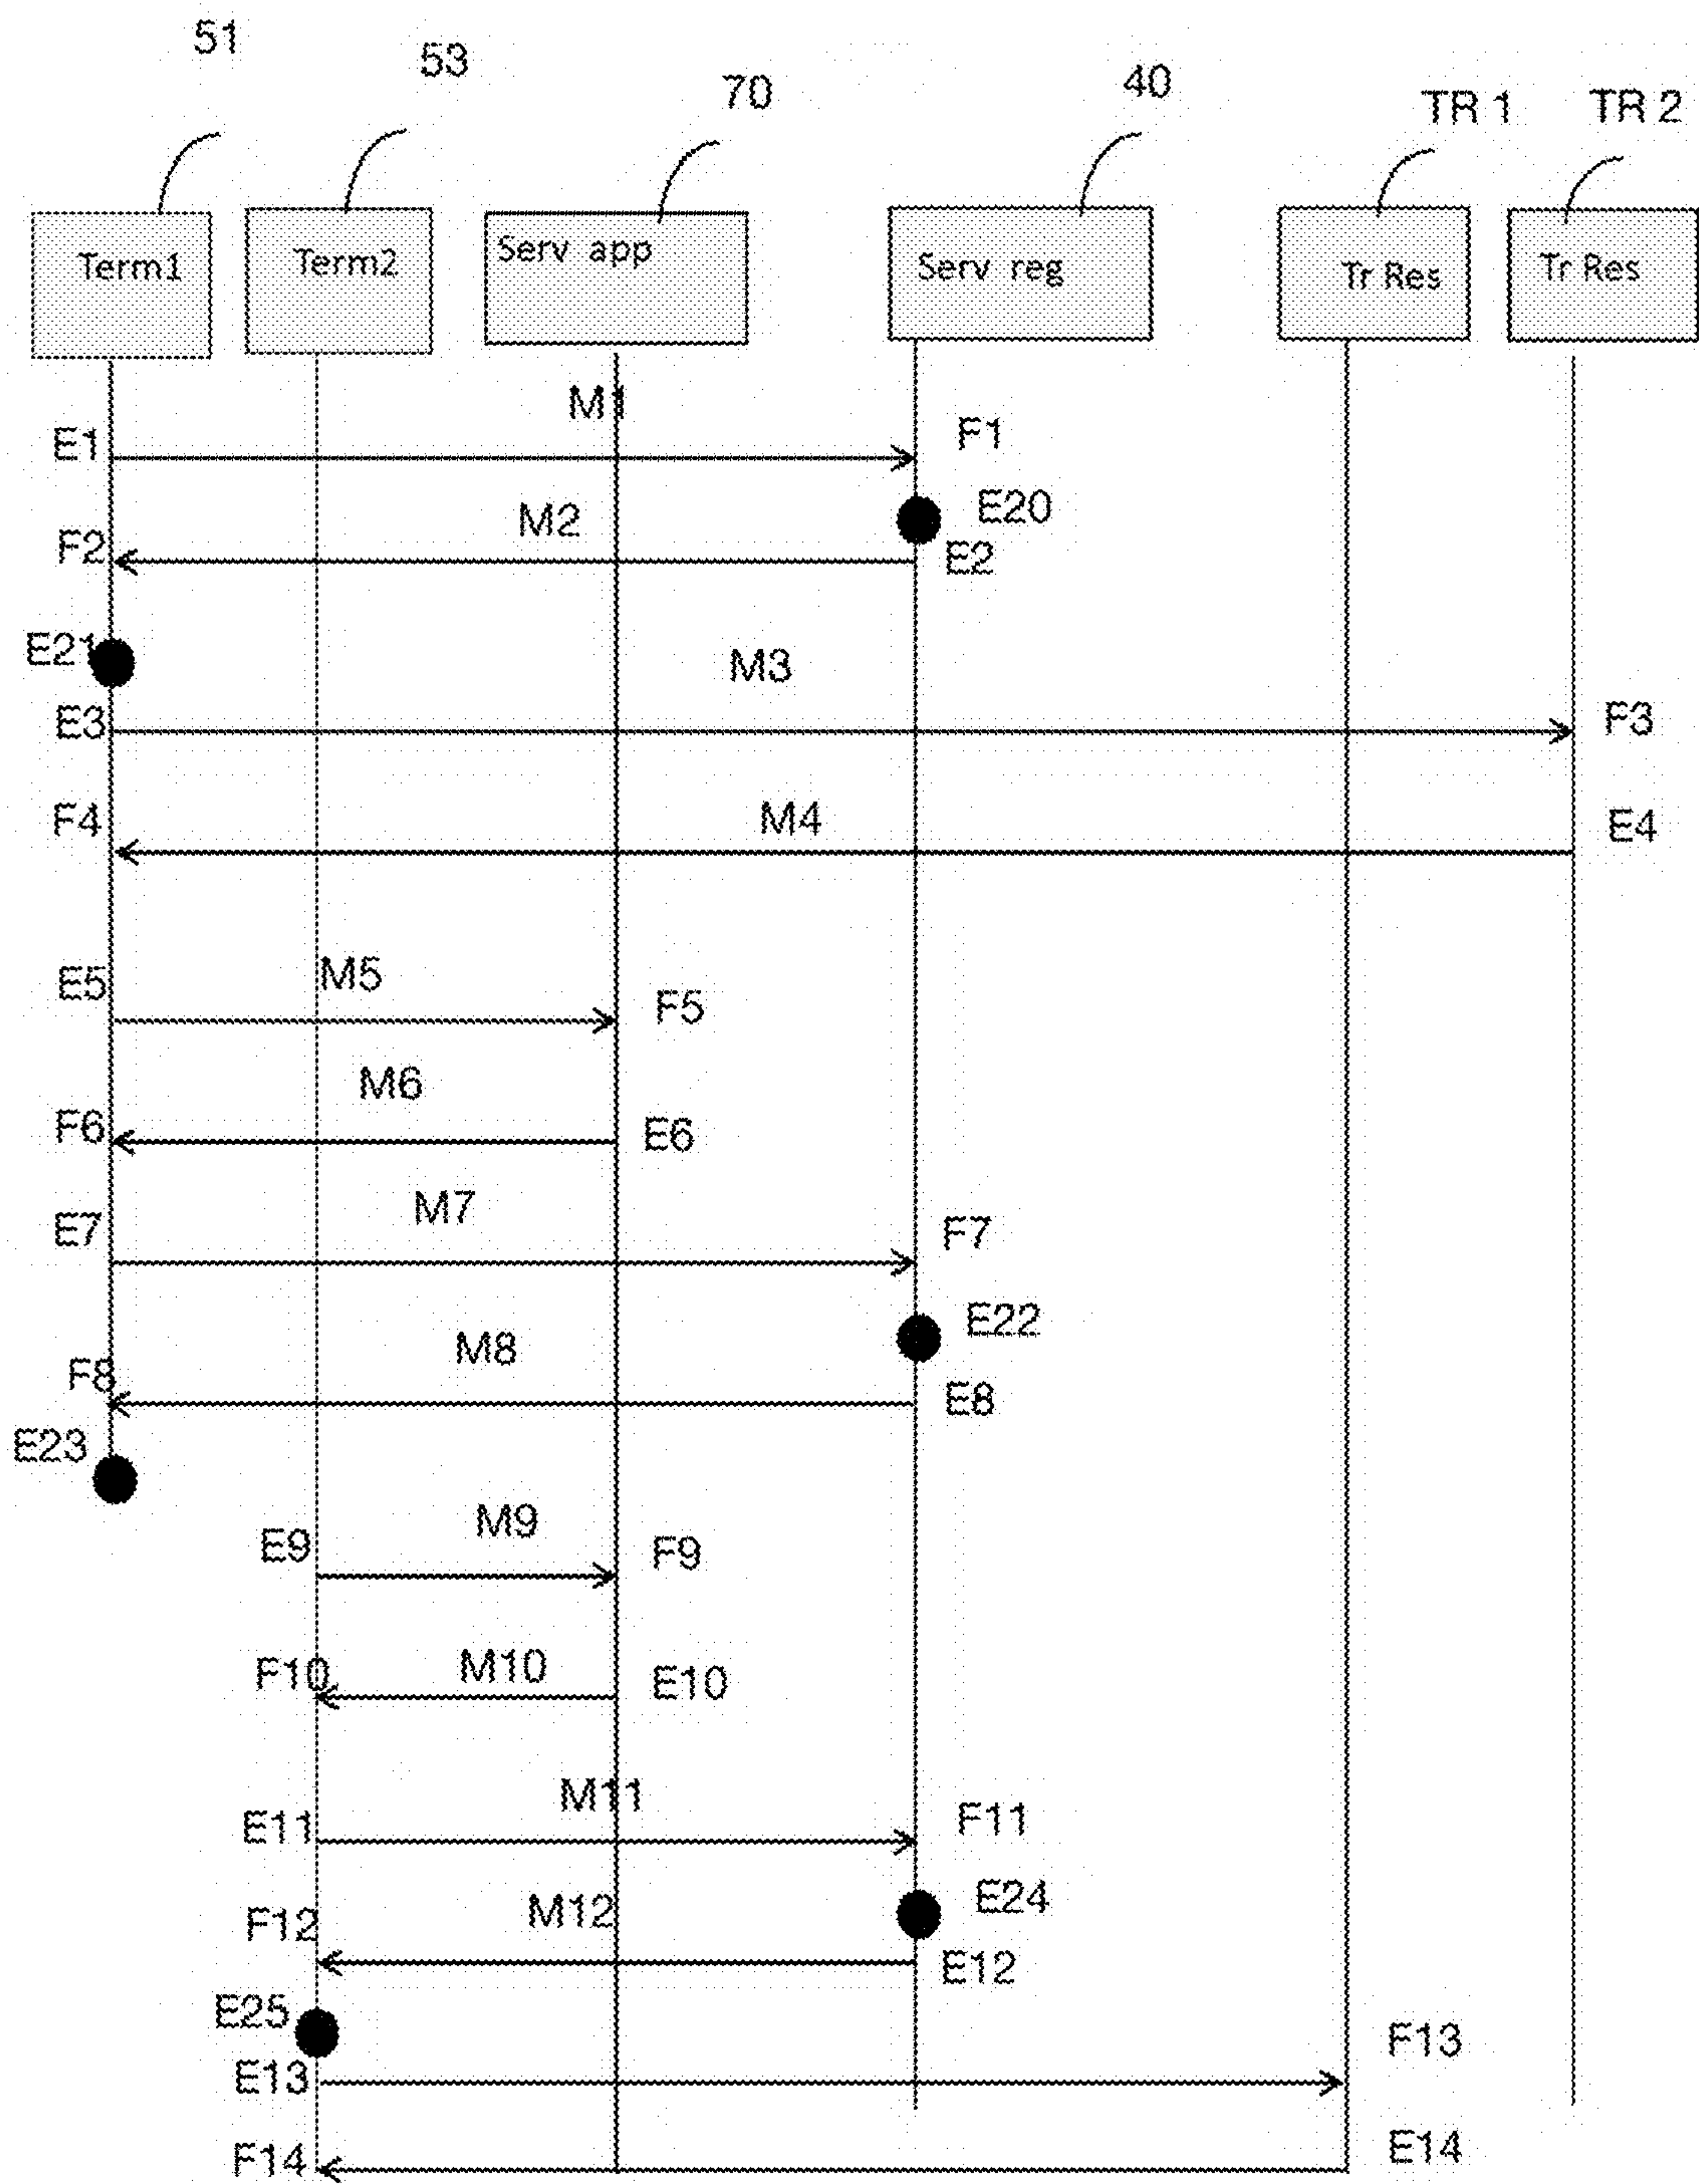 51
53
70
40
TR 1
TR 2
Term1
Term2
Serv app
Serv reg
Tr Res
Tr Res
M1
E1
F1
E20
M2
F2
E2
E21
M3
E3
F3
F4
M4
E4
E5
M5
F5
M6
F6
E6
M7
E7
F7
E22
M8
F8
E8
E23
M9
E9
F9
F10
M10
E10
M11
E11
F11
E24
M12
F12
E12
E25
F13
E13
E14
F14